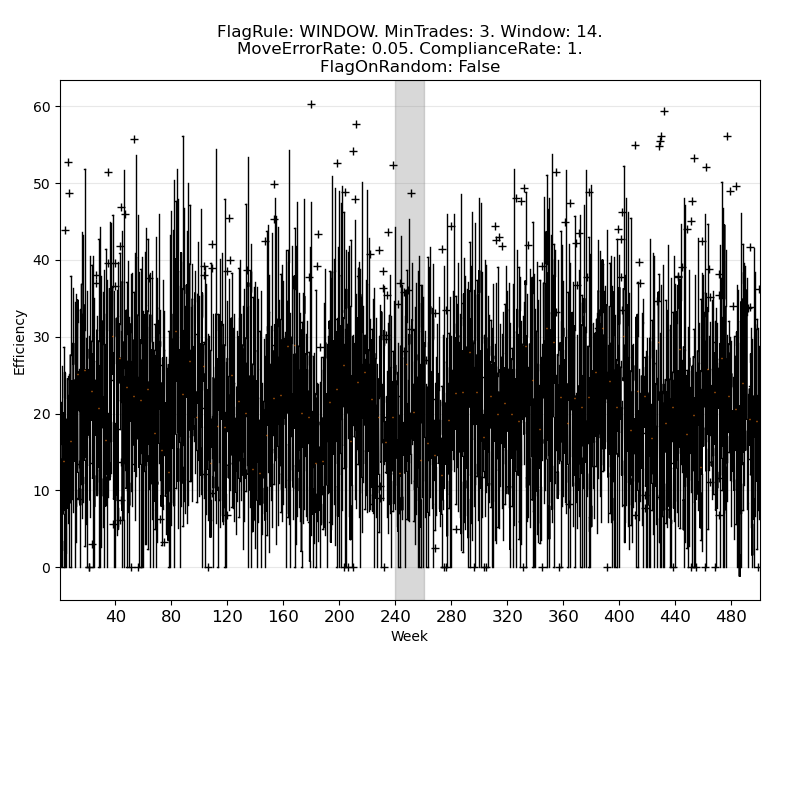 FlagRule: WINDOW. MinTrades: 3. Window: 14.
MoveErrorRate: 0.05. ComplianceRate: 1.
FlagOnRandom: False
60
50
40
30
20
10
0
Efficiency
40 80 120 160 200 240 280 320 360 400 440 480
Week